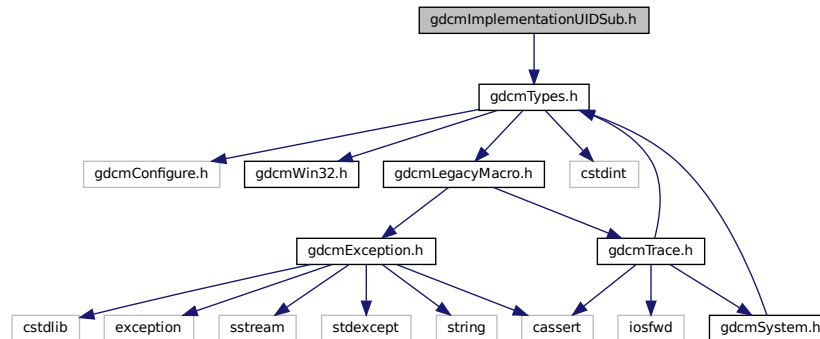 gdcmImplementationUIDSub.h
gdcmTypes.h
gdcmConfigure.h
gdcmWin32.h
gdcmLegacyMacro.h
cstdint
gdcmException.h
gdcmTrace.h
cstdlib
exception
sstream
stdexcept
string
cassert
iosfwd
gdcmSystem.h